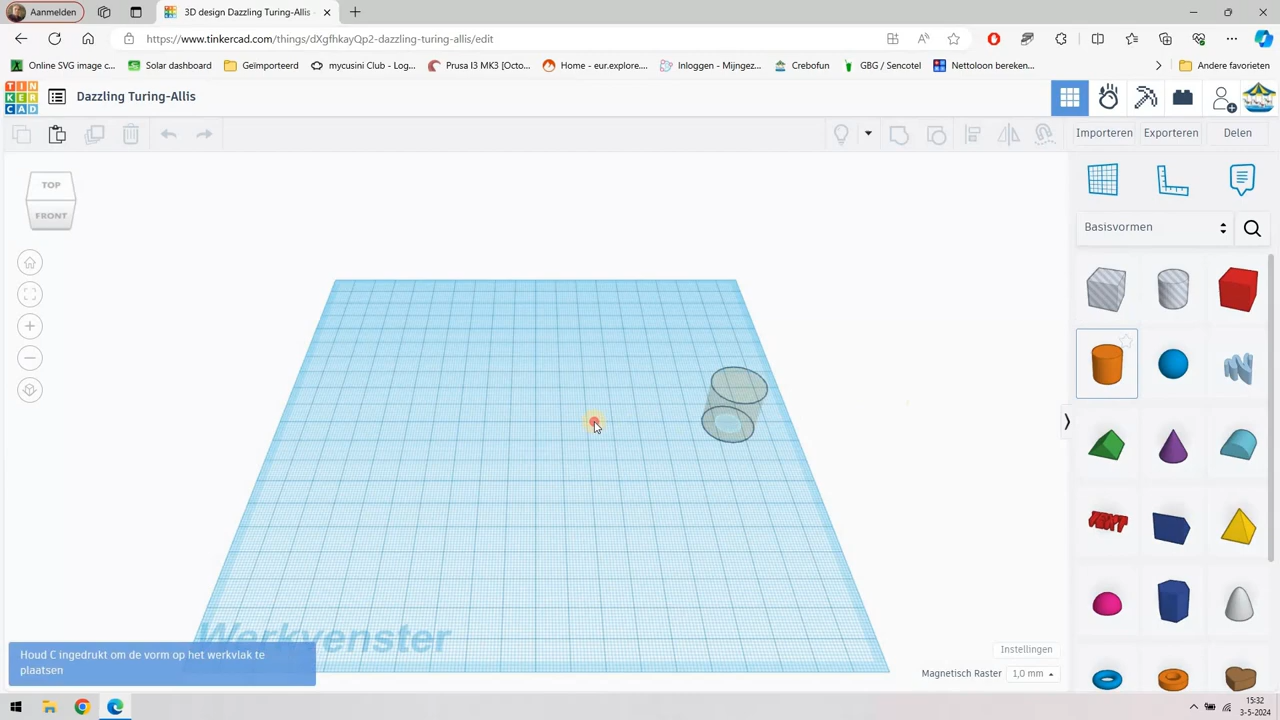 Aanmelden
3D design Dazzling Turing-Allis
https://www.tinkercad.com/things/dXgfhkayQp2-dazzling-turing-allis/edit
Online SVG image c...
Solar dashboard
Geïmporteerd
mycusini Club - Log...
Prusa I3 MK3 [Octo...
Home - eur.explore....
Inloggen - Mijngez...
Crebofun
GBG / Sencotel
Nettoloon bereken...
Andere favorieten
TIN
KER
CAD
Dazzling Turing-Allis
Importeren
Exporteren
Delen
TOP
FRONT
Basisvormen
TEXT
Werkvenster
Houd C ingedrukt om de vorm op het werkvlak te
plaatsen
Instellingen
Magnetisch Raster
1,0 mm
15:32
3-5-2024